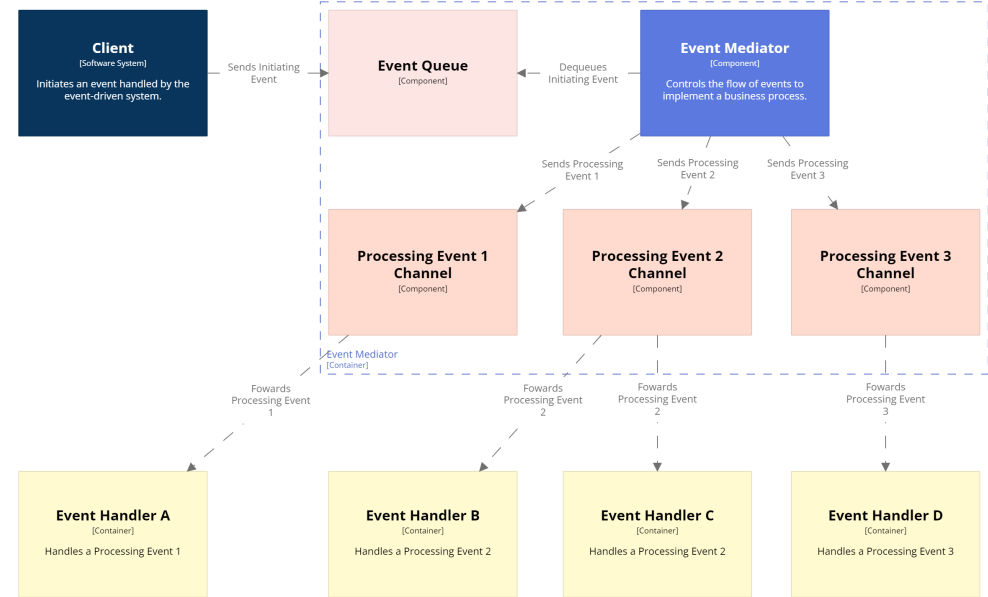 Client
[Software System]
Initiates an event handled by the
event-driven system.
Sends Initiating
Event
Event Queue
[Component]
Dequeues
Initiating Event
Event Mediator
[Component]
Controls the flow of events to
implement a business process.
Sends Processing
Event 1
Sends Processing
Event 2
Sends Processing
Event 3
Processing Event 1
Channel
[Component]
Processing Event 2
Channel
[Component]
Processing Event 3
Channel
[Component]
Event Mediator
[Container]
Fowards
Processing Event
1
Fowards
Processing Event
2
Fowards
Processing Event
2
Fowards
Processing Event
3
Event Handler A
[Container]
Handles a Processing Event 1
Event Handler B
[Container]
Handles a Processing Event 2
Event Handler C
[Container]
Handles a Processing Event 2
Event Handler D
[Container]
Handles a Processing Event 3